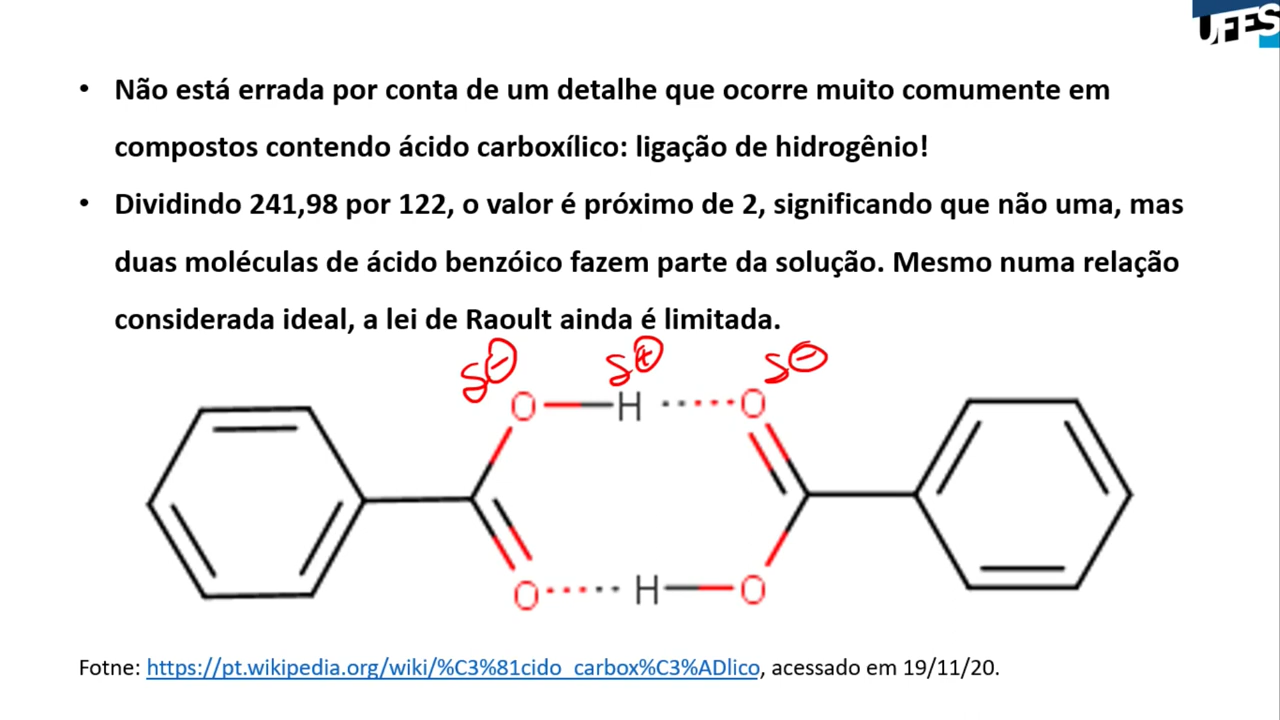 UFES
• Não está errada por conta de um detalhe que ocorre muito comumente em
compostos contendo ácido carboxílico: ligação de hidrogênio!
• Dividindo 241,98 por 122, o valor é próximo de 2, significando que não uma, mas
duas moléculas de ácido benzóico fazem parte da solução. Mesmo numa relação
considerada ideal, a lei de Raoult ainda é limitada.
δ⊖ δ⊕ δ⊖
O H O
O H O
Fotne: https://pt.wikipedia.org/wiki/%C3%81cido_carbox%C3%ADlico, acessado em 19/11/20.